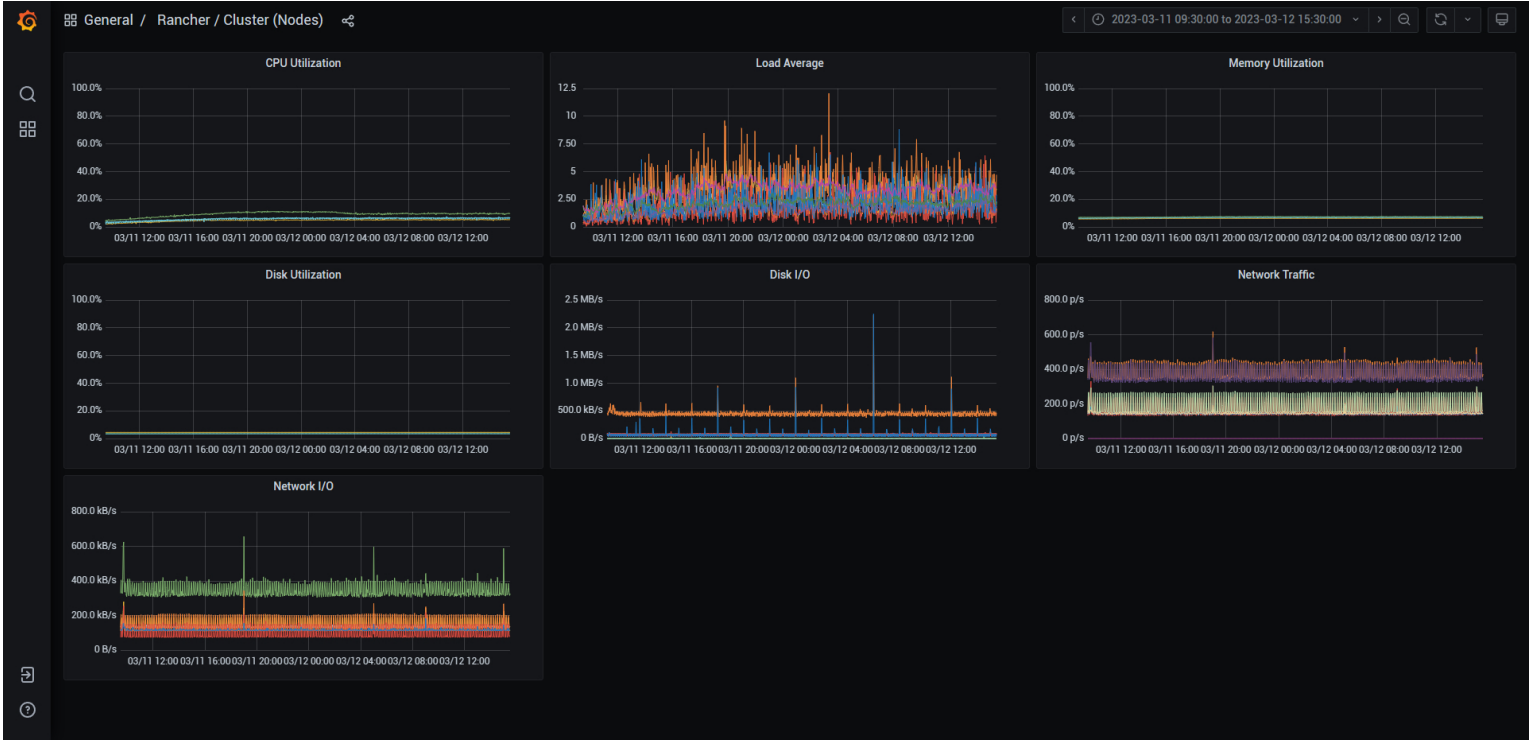 General / Rancher / Cluster (Nodes)
2023-03-11 09:30:00 to 2023-03-12 15:30:00
CPU Utilization
100.0%
80.0%
60.0%
40.0%
20.0%
0%
03/11 12:00 03/11 16:00 03/11 20:00 03/12 00:00 03/12 04:00 03/12 08:00 03/12 12:00
Load Average
12.5
10
7.50
5
2.50
0
03/11 12:00 03/11 16:00 03/11 20:00 03/12 00:00 03/12 04:00 03/12 08:00 03/12 12:00
Memory Utilization
100.0%
80.0%
60.0%
40.0%
20.0%
0%
03/11 12:00 03/11 16:00 03/11 20:00 03/12 00:00 03/12 04:00 03/12 08:00 03/12 12:00
Disk Utilization
100.0%
80.0%
60.0%
40.0%
20.0%
0%
03/11 12:00 03/11 16:00 03/11 20:00 03/12 00:00 03/12 04:00 03/12 08:00 03/12 12:00
Disk I/O
2.5 MB/s
2.0 MB/s
1.5 MB/s
1.0 MB/s
500.0 kB/s
0 B/s
03/11 12:00 03/11 16:00 03/11 20:00 03/12 00:00 03/12 04:00 03/12 08:00 03/12 12:00
Network Traffic
800.0 p/s
600.0 p/s
400.0 p/s
200.0 p/s
0 p/s
03/11 12:00 03/11 16:00 03/11 20:00 03/12 00:00 03/12 04:00 03/12 08:00 03/12 12:00
Network I/O
800.0 kB/s
600.0 kB/s
400.0 kB/s
200.0 kB/s
0 B/s
03/11 12:00 03/11 16:00 03/11 20:00 03/12 00:00 03/12 04:00 03/12 08:00 03/12 12:00